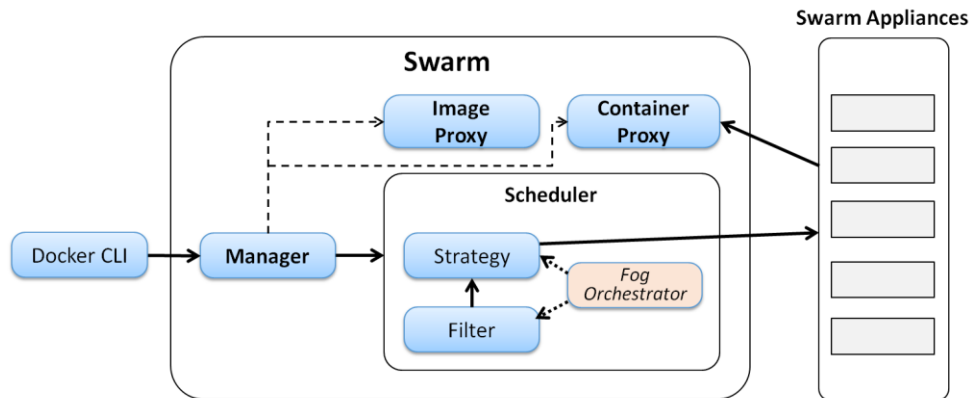 Swarm Appliances
Swarm
Image
Proxy
Container
Proxy
Scheduler
Docker CLI
Manager
Strategy
Fog
Orchestrator
Filter